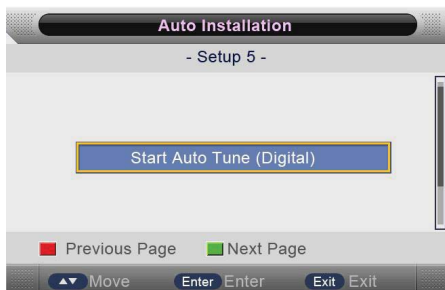 Auto Installation
- Setup 5 -
Start Auto Tune (Digital)
Previous Page Next Page
Move Enter Enter Exit Exit